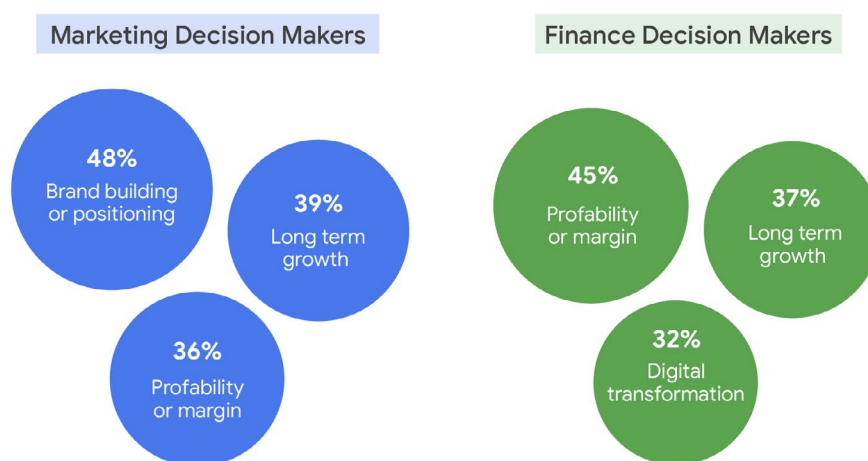 Marketing Decision Makers
48%
Brand building
or positioning
39%
Long term
growth
36%
Profability
or margin
Finance Decision Makers
45%
Profability
or margin
37%
Long term
growth
32%
Digital
transformation